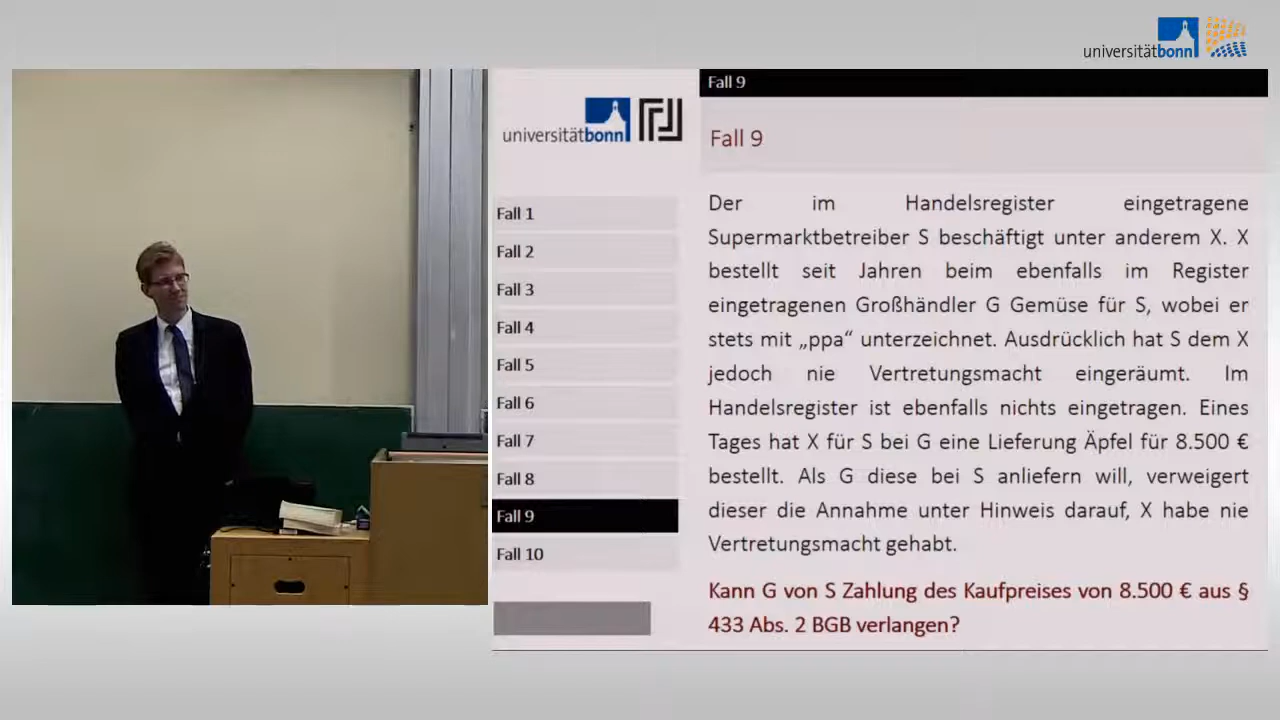 universitätbonn
universitätbonn
Fall 1
Fall 2
Fall 3
Fall 4
Fall 5
Fall 6
Fall 7
Fall 8
Fall 9
Fall 10
Fall 9
Fall 9
Der im Handelsregister eingetragene
Supermarktbetreiber S beschäftigt unter anderem X. X
bestellt seit Jahren beim ebenfalls im Register
eingetragenen Großhändler G Gemüse für S, wobei er
stets mit „ppa“ unterzeichnet. Ausdrücklich hat S dem X
jedoch nie Vertretungsmacht eingeräumt. Im
Handelsregister ist ebenfalls nichts eingetragen. Eines
Tages hat X für S bei G eine Lieferung Äpfel für 8.500 €
bestellt. Als G diese bei S anliefern will, verweigert
dieser die Annahme unter Hinweis darauf, X habe nie
Vertretungsmacht gehabt.
Kann G von S Zahlung des Kaufpreises von 8.500 € aus §
433 Abs. 2 BGB verlangen?